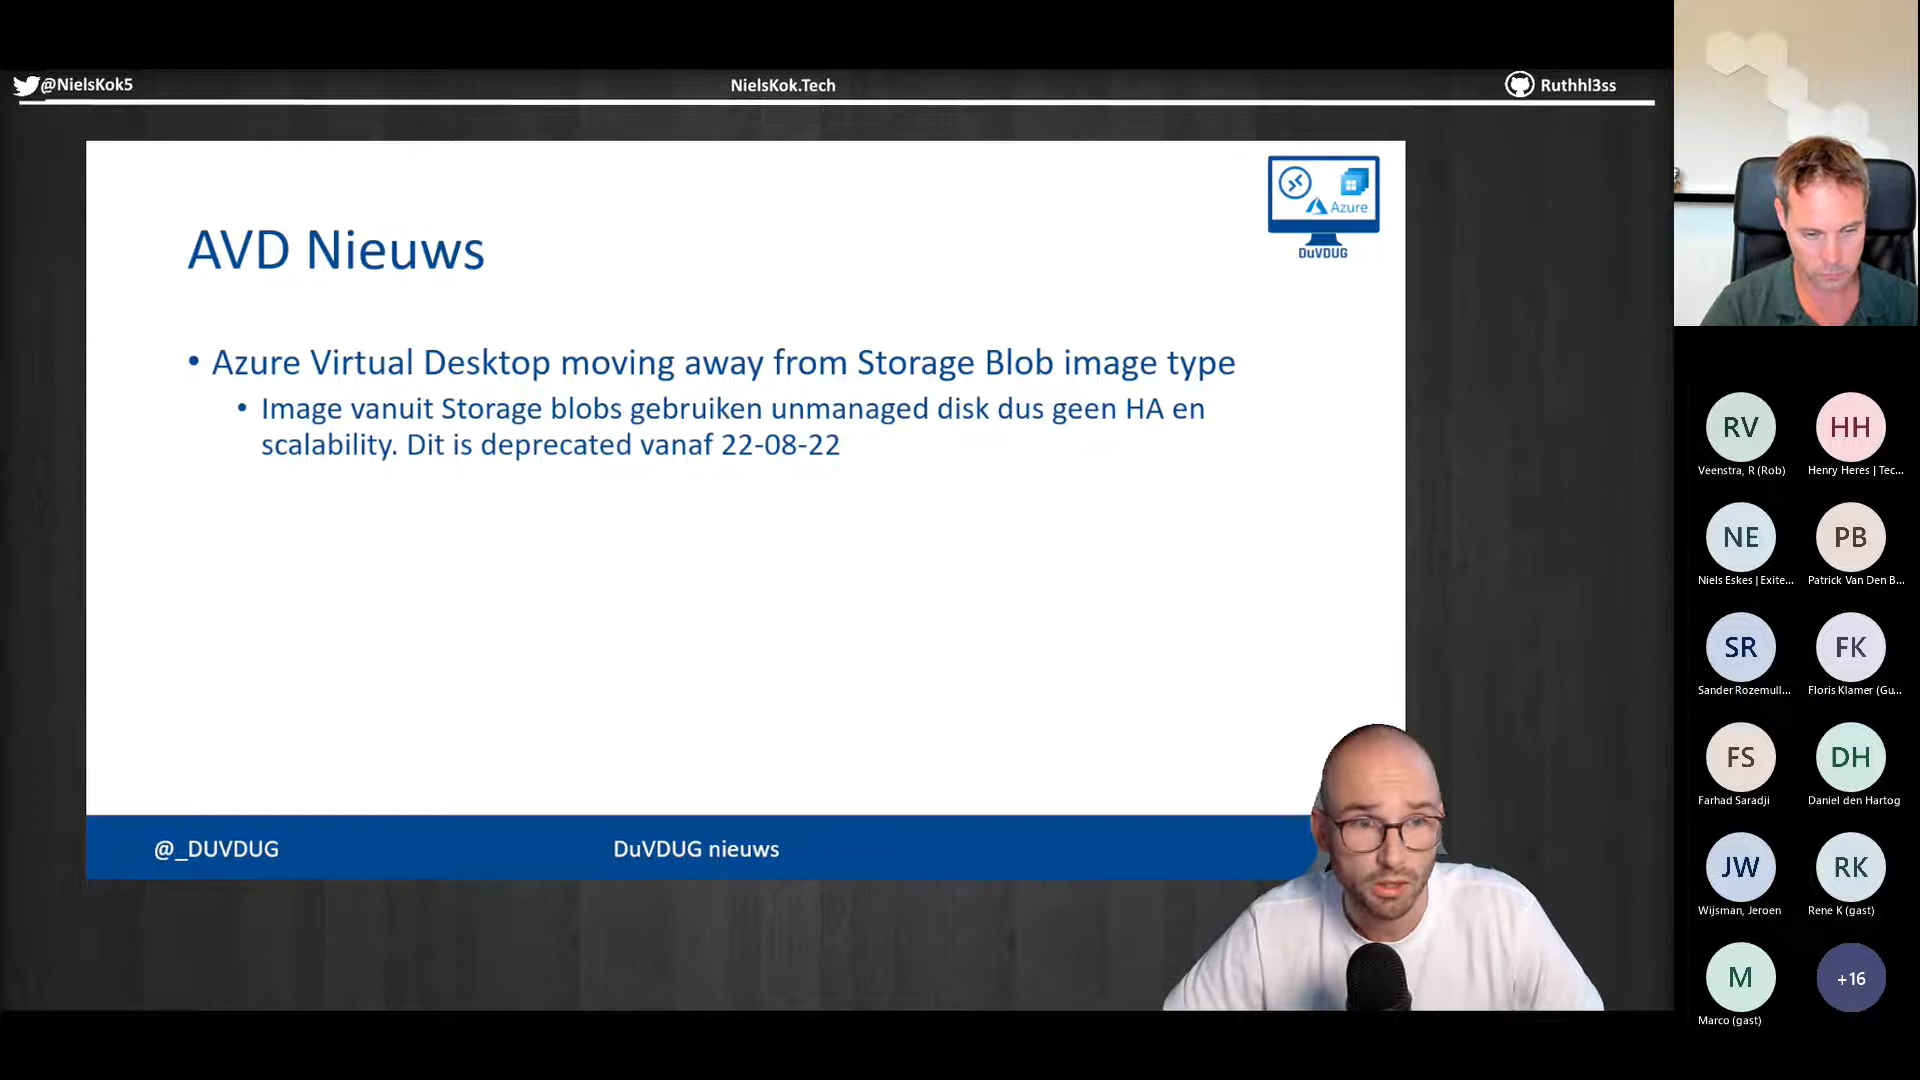 @NielsKok5
NielsKok.Tech
Ruthhl3ss
Azure
DuVDUG
AVD Nieuws
• Azure Virtual Desktop moving away from Storage Blob image type
• Image vanuit Storage blobs gebruiken unmanaged disk dus geen HA en
scalability. Dit is deprecated vanaf 22-08-22
@_DUVDUG
DuVDUG nieuws
RV
HH
Veenstra, R (Rob)
Henry Heres | Tec...
NE
PB
Niels Eskes | Exite...
Patrick Van Den B...
SR
FK
Sander Rozemull...
Floris Klamer (Gu...
FS
DH
Farhad Saradji
Daniel den Hartog
JW
RK
Wijsman, Jeroen
Rene K (gast)
M
+16
Marco (gast)